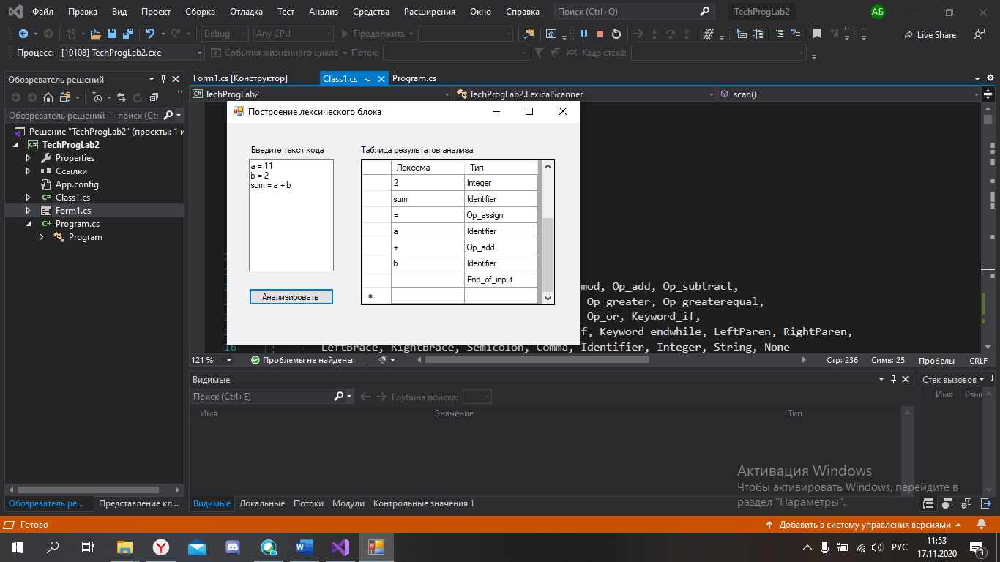 Файл Правка Вид Проект Сборка Отладка Тест Анализ Средства Расширения Окно Справка Поиск (Ctrl+Q) TechProgLab2 АБ
Debug Any CPU Продолжить Live Share
Процесс: [10108] TechProgLab2.exe События жизненного цикла Поток: Кадр стека:
Обозреватель решений
Обозреватель решений — поиск (Ctr
Решение "TechProgLab2" (проекты: 1 и
TechProgLab2
Properties
Ссылки
App.config
Class1.cs
Form1.cs
Program.cs
Program
Обозреватель ре... Представление кл...
Form1.cs [Конструктор] Class1.cs Program.cs
TechProgLab2 TechProgLab2.LexicalScanner scan()
Построение лексического блока
Введите текст кода
a = 11
b = 2
sum = a + b
Анализировать
Таблица результатов анализа
Лексема Тип
2 Integer
sum Identifier
= Op_assign
a Identifier
+ Op_add
b Identifier
End_of_input
*
mod, Op_add, Op_subtract,
Op_greater, Op_greaterequal,
Op_or, Keyword_if,
f, Keyword_endwhile, LeftParen, RightParen,
16 LeftBrace, RightBrace, Semicolon, Comma, Identifier, Integer, String, None
121 % Проблемы не найдены. Стр: 236 Симв: 25 Пробелы CRLF
Видимые
Поиск (Ctrl+E) Глубина поиска:
Имя Значение Тип
Видимые Локальные Потоки Модули Контрольные значения 1
Стек вызовов
Имя Язы
Активация Windows
Чтобы активировать Windows, перейдите в
раздел "Параметры".
Готово Добавить в систему управления версиями
РУС 11:53
17.11.2020 3